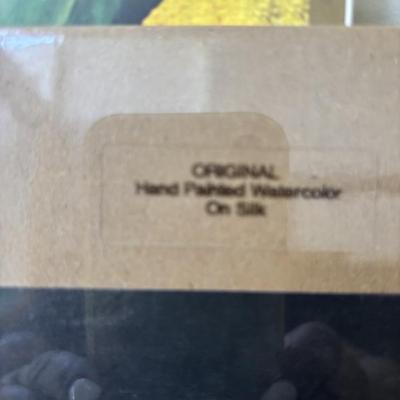 ORIGINAL
Hand Painted Watercolor
On Silk